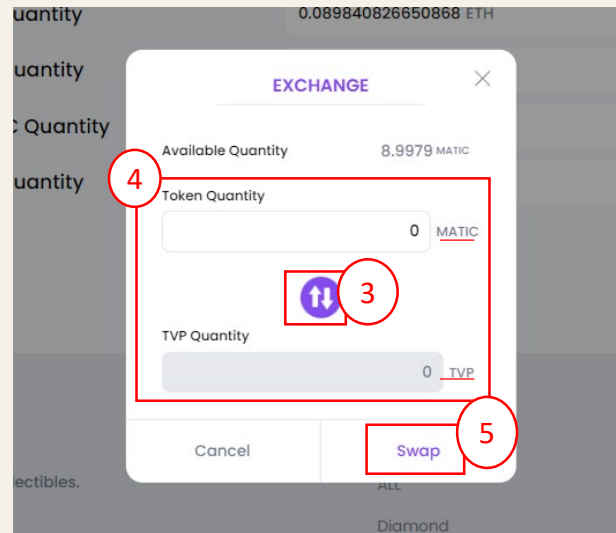 uantity
0.089840826650868 ETH
uantity
EXCHANGE
C Quantity
Available Quantity 8.9979 MATIC
uantity
4
Token Quantity
0 MATIC
3
TVP Quantity
0 TVP
5
Cancel Swap
ectibles.
ALL
Diamond